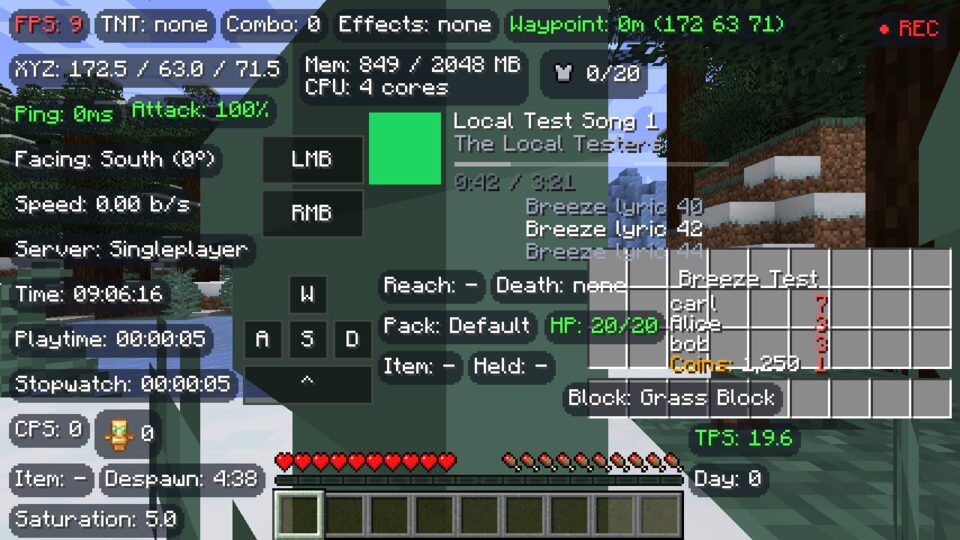 FPS: 9 TNT: none Combo: 0 Effects: none Waypoint: 0m (172 63 71)
● REC
XYZ: 172.5 / 63.0 / 71.5
Mem: 849 / 2048 MB
CPU: 4 cores
0/20
Ping: 0ms Attack: 100%
Local Test Song 1
The Local Testers
0:42 / 3:21
Facing: South (0°)
LMB
Speed: 0.00 b/s
RMB
Breeze lyric 40
Breeze lyric 42
Breeze lyric 44
Server: Singleplayer
Breeze Test
Time: 09:06:16
W
Reach: - Death: none
carl 7
Alice 3
bob 3
Coins: 1,250 1
Playtime: 00:00:05
A S D
Pack: Default HP: 20/20
Item: - Held: -
Stopwatch: 00:00:05
^
Block: Grass Block
CPS: 0
0
TPS: 19.6
Item: - Despawn: 4:38
Day: 0
Saturation: 5.0